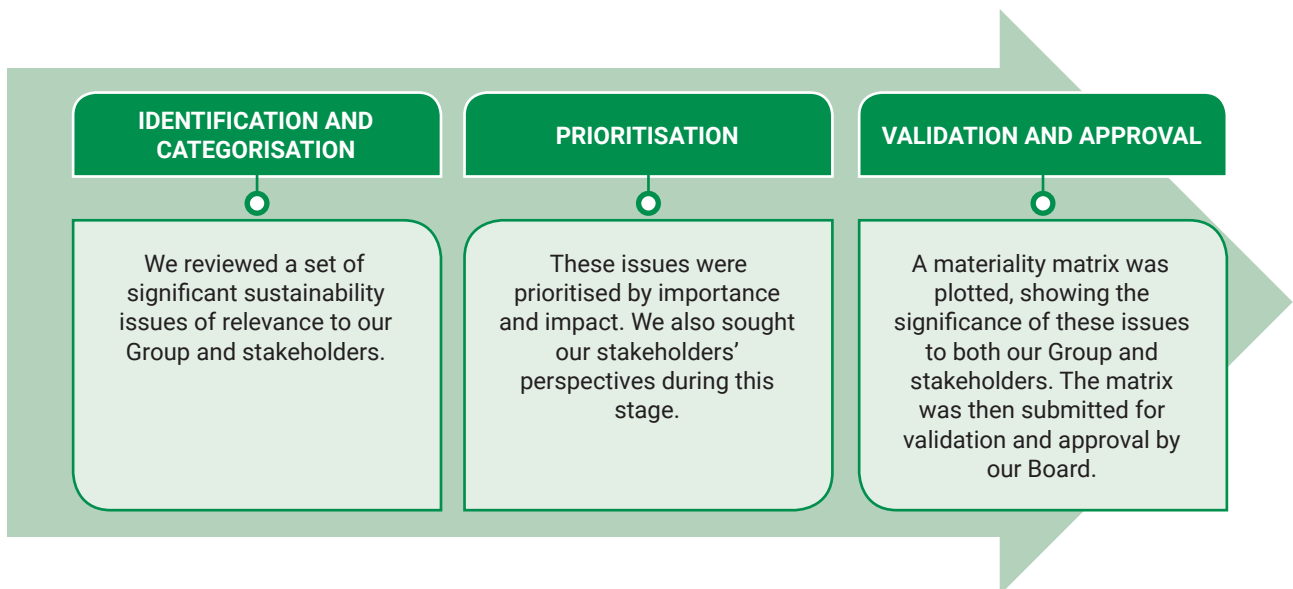 IDENTIFICATION AND
CATEGORISATION
We reviewed a set of
significant sustainability
issues of relevance to our
Group and stakeholders.
PRIORITISATION
These issues were
prioritised by importance
and impact. We also sought
our stakeholders’
perspectives during this
stage.
VALIDATION AND APPROVAL
A materiality matrix was
plotted, showing the
significance of these issues
to both our Group and
stakeholders. The matrix
was then submitted for
validation and approval by
our Board.